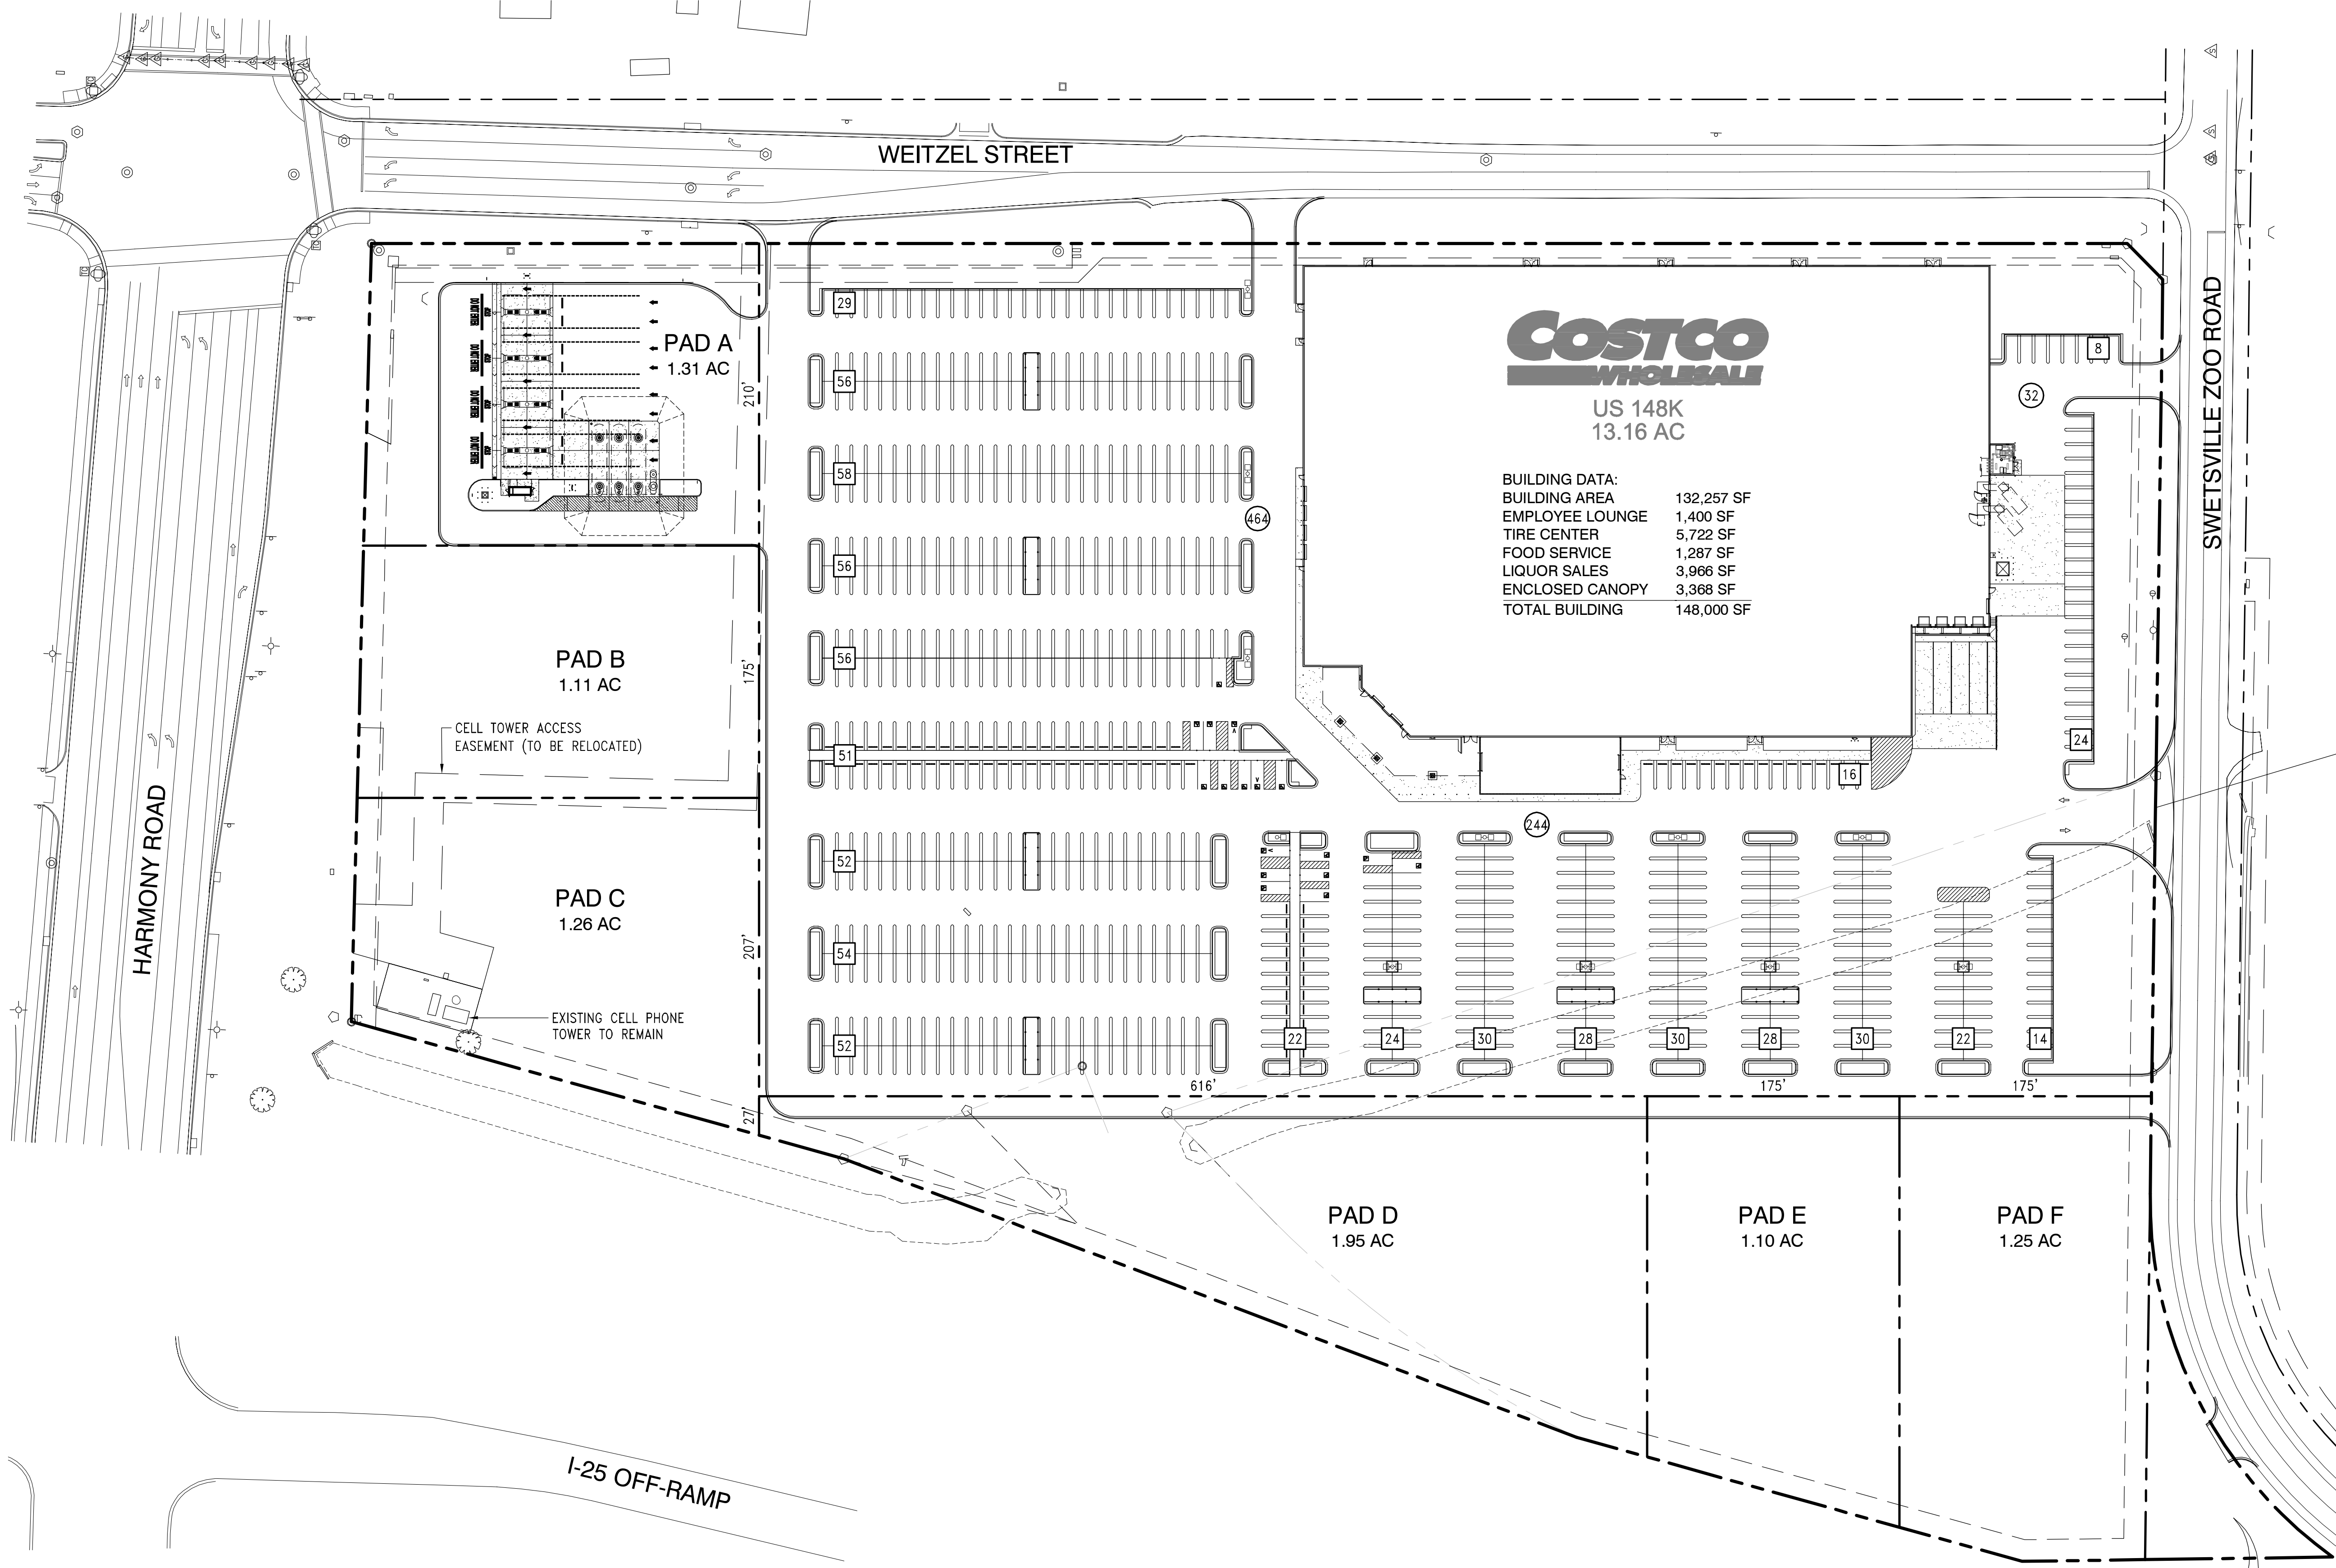 WEITZEL STREET
HARMONY ROAD
SWETSVILLE ZOO ROAD
I-25 OFF-RAMP
PAD A
1.31 AC
210'
PAD B
1.11 AC
175'
CELL TOWER ACCESS
EASEMENT (TO BE RELOCATED)
PAD C
1.26 AC
207'
EXISTING CELL PHONE
TOWER TO REMAIN
27'
29
56
58
464
56
56
51
52
54
52
COSTCO
WHOLESALE
US 148K
13.16 AC
BUILDING DATA:
BUILDING AREA 132,257 SF
EMPLOYEE LOUNGE 1,400 SF
TIRE CENTER 5,722 SF
FOOD SERVICE 1,287 SF
LIQUOR SALES 3,966 SF
ENCLOSED CANOPY 3,368 SF
TOTAL BUILDING 148,000 SF
8
32
24
16
244
22
24
30
28
30
28
30
22
14
616'
175'
175'
PAD D
1.95 AC
PAD E
1.10 AC
PAD F
1.25 AC